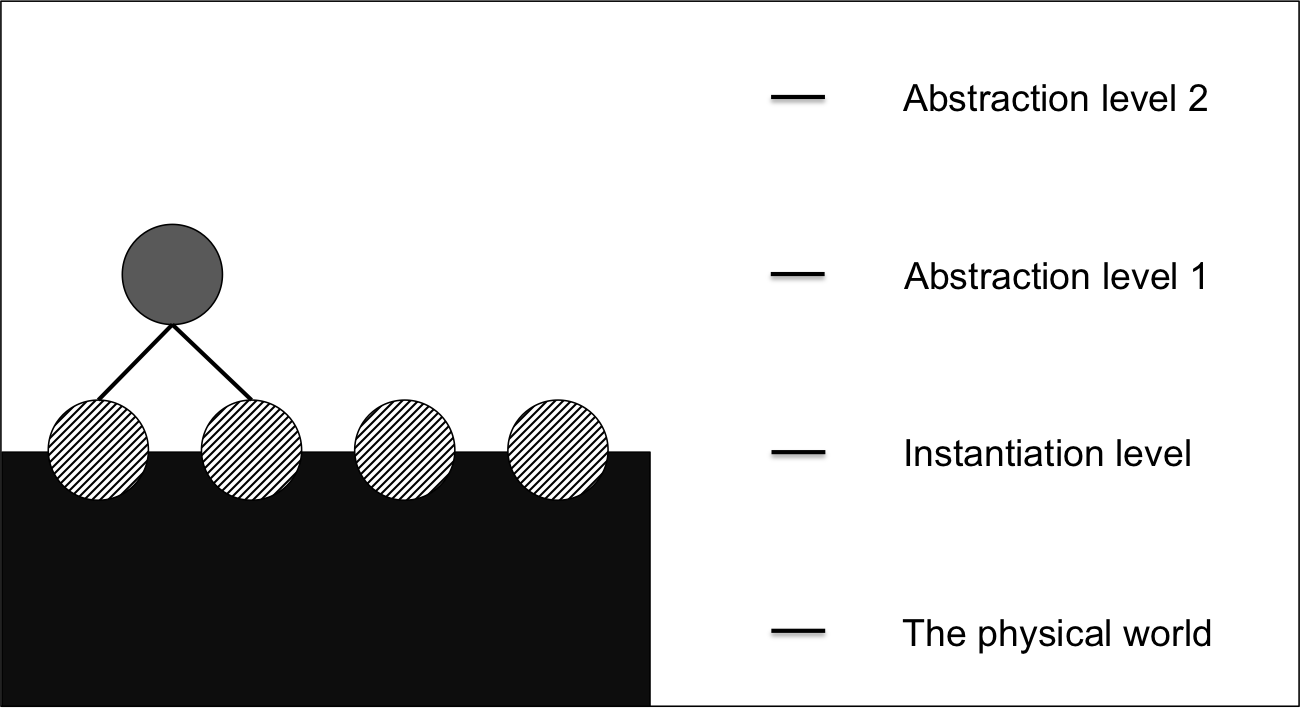 Abstraction level 2
Abstraction level 1
Instantiation level
The physical world